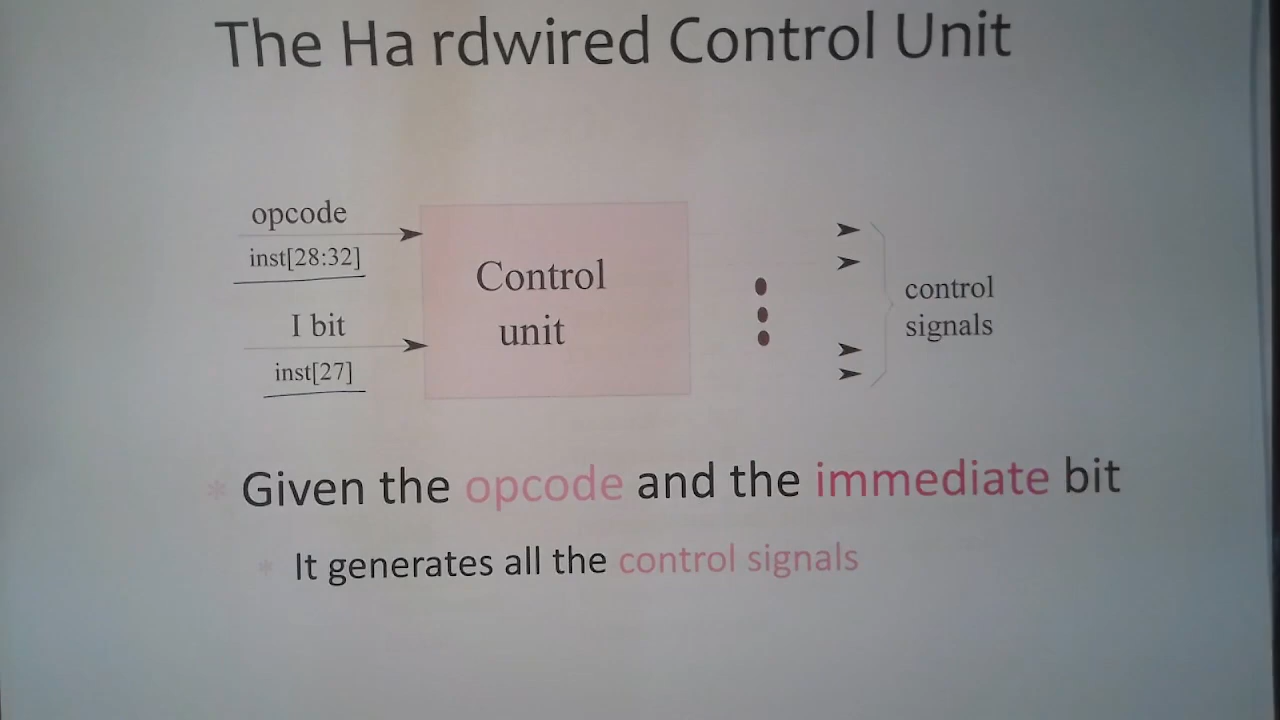 The Ha rdwired Control Unit
opcode
inst[28:32]
I bit
inst[27]
Control
unit
control
signals
* Given the opcode and the immediate bit
* It generates all the control signals